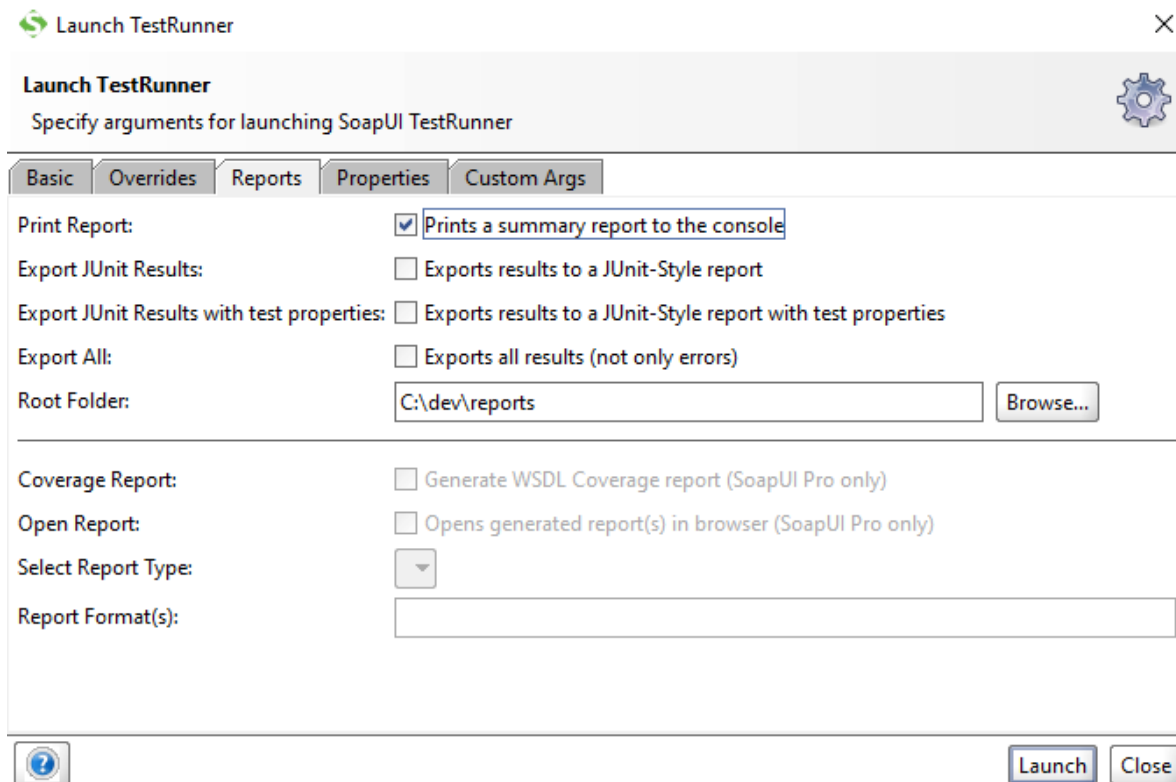 Launch TestRunner
Launch TestRunner
Specify arguments for launching SoapUI TestRunner
Basic Overrides Reports Properties Custom Args
Print Report: Prints a summary report to the console
Export JUnit Results: Exports results to a JUnit-Style report
Export JUnit Results with test properties: Exports results to a JUnit-Style report with test properties
Export All: Exports all results (not only errors)
Root Folder: C:\dev\reports Browse...
Coverage Report: Generate WSDL Coverage report (SoapUI Pro only)
Open Report: Opens generated report(s) in browser (SoapUI Pro only)
Select Report Type:
Report Format(s):
? Launch Close